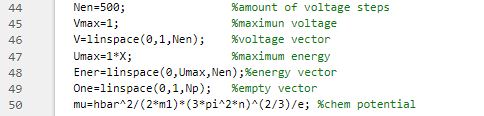 44 Nen=500; %amount of voltage steps
45 Vmax=1; %maximun voltage
46 V=linspace(0,1,Nen); %voltage vector
47 Umax=1*X; %maximum energy
48 Ener=linspace(0,Umax,Nen);%energy vector
49 One=linspace(0,1,Np); %empty vector
50 mu=hbar^2/(2*m1)*(3*pi^2*n)^(2/3)/e; %chem potential